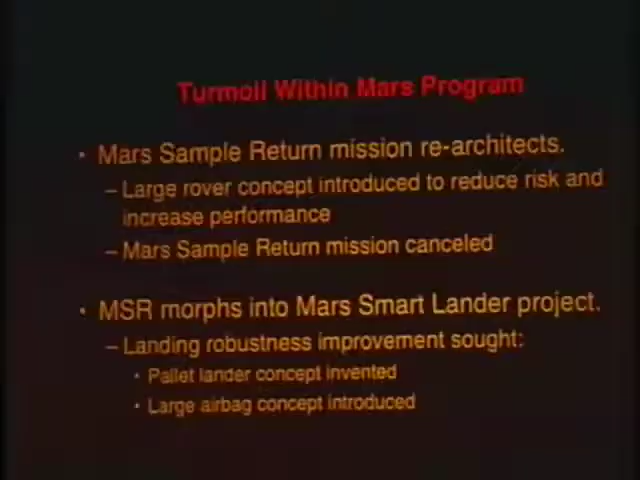 Turmoil Within Mars Program
• Mars Sample Return mission re-architects.
– Large rover concept introduced to reduce risk and
increase performance
– Mars Sample Return mission canceled
• MSR morphs into Mars Smart Lander project.
– Landing robustness improvement sought:
• Pallet lander concept invented
• Large airbag concept introduced